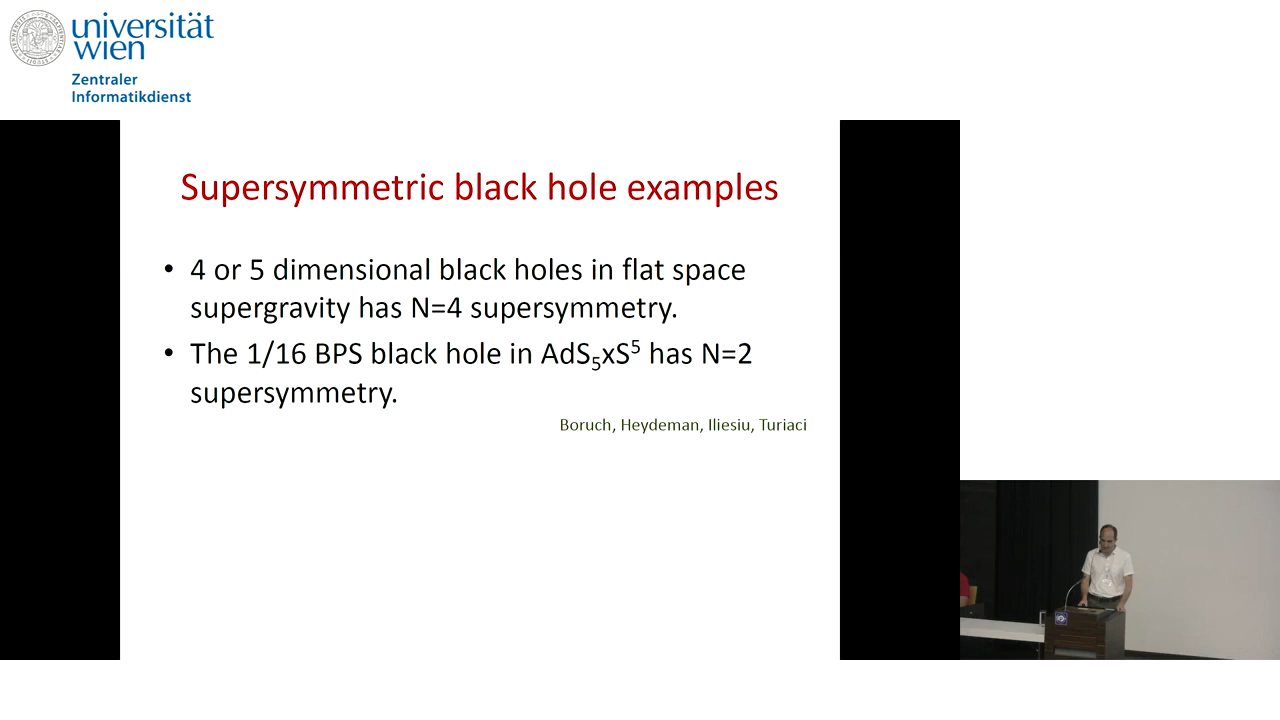 universität
wien
Zentraler
Informatikdienst
Supersymmetric black hole examples
• 4 or 5 dimensional black holes in flat space
supergravity has N=4 supersymmetry.
• The 1/16 BPS black hole in AdS₅xS⁵ has N=2
supersymmetry.
Boruch, Heydeman, Iliesiu, Turiaci